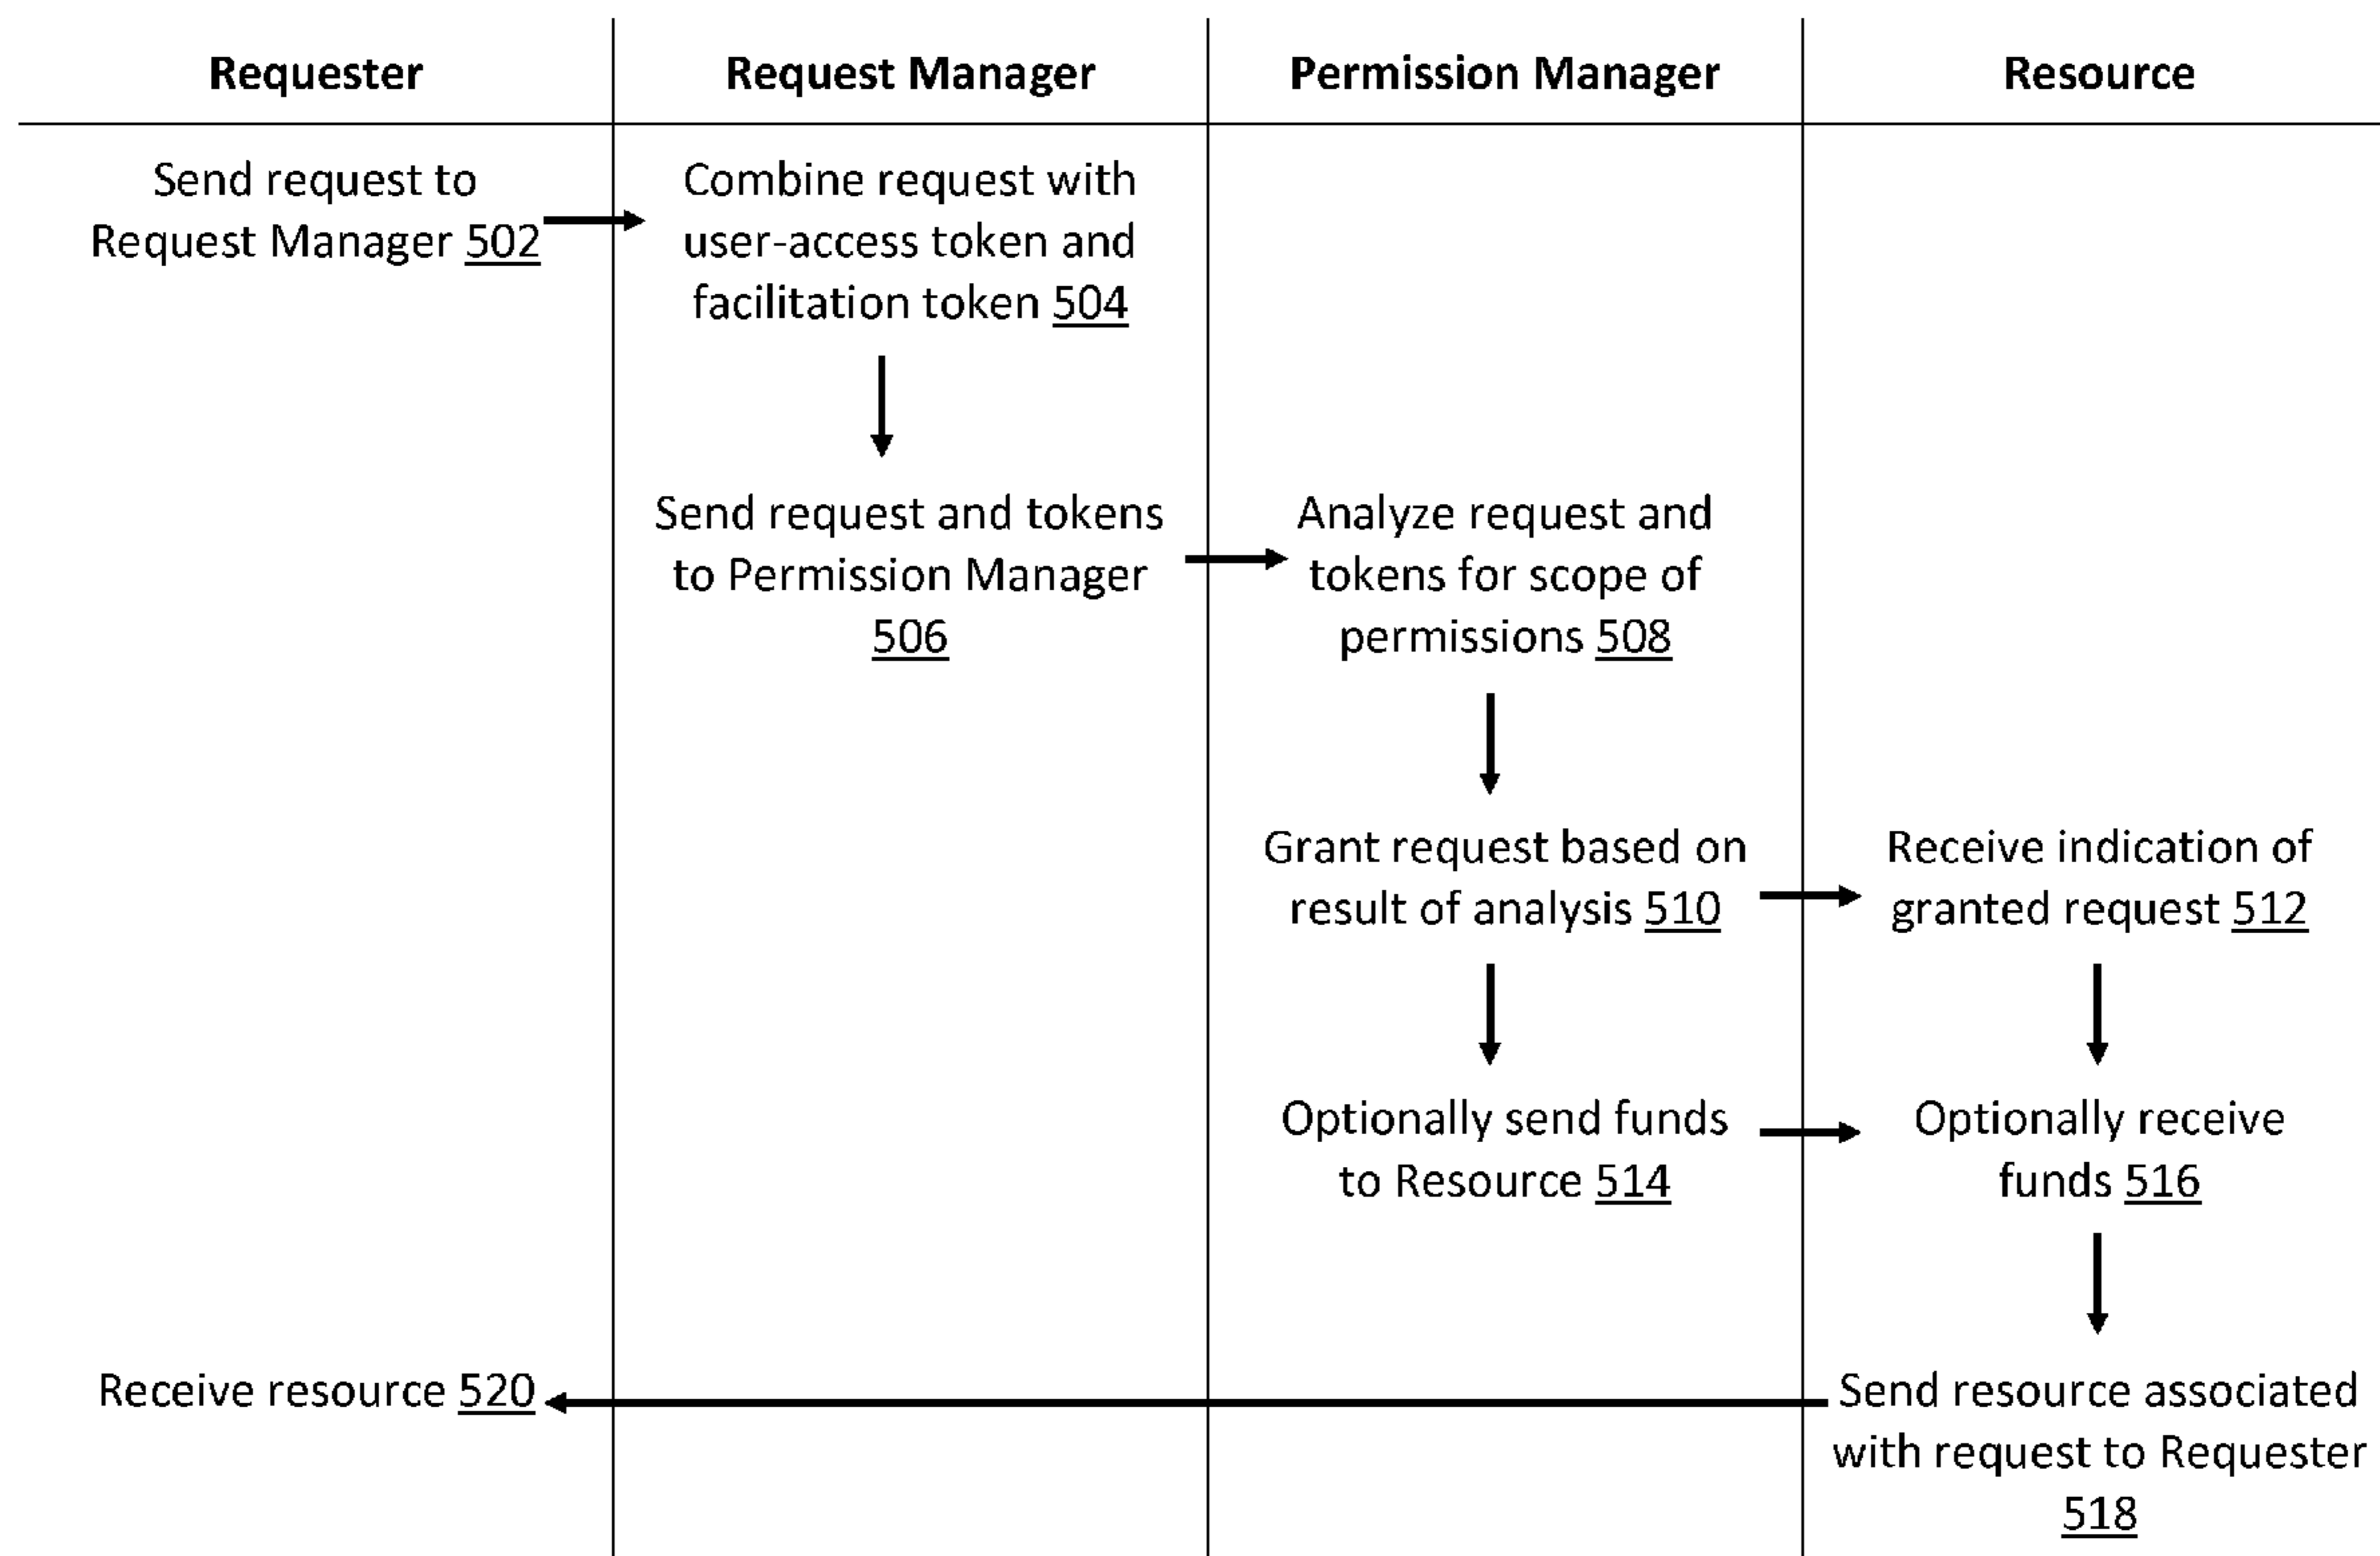 Requester
Request Manager
Permission Manager
Resource
Send request to
Request Manager 502
Combine request with
user-access token and
facilitation token 504
Send request and tokens
to Permission Manager
506
Analyze request and
tokens for scope of
permissions 508
Grant request based on
result of analysis 510
Receive indication of
granted request 512
Optionally send funds
to Resource 514
Optionally receive
funds 516
Send resource associated
with request to Requester
518
Receive resource 520